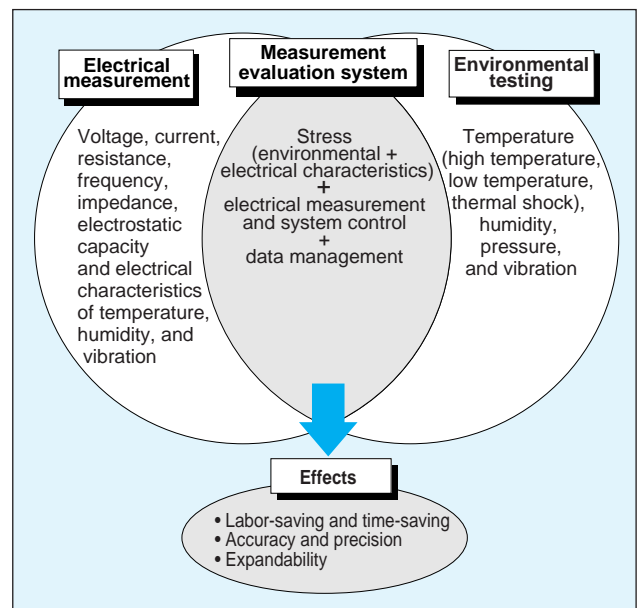 Electrical
measurement
Voltage, current,
resistance,
frequency,
impedance,
electrostatic
capacity
and electrical
characteristics
of temperature,
humidity, and
vibration
Measurement
evaluation system
Stress
(environmental +
electrical characteristics)
+
electrical measurement
and system control
+
data management
Environmental
testing
Temperature
(high temperature,
low temperature,
thermal shock),
humidity,
pressure,
and vibration
Effects
• Labor-saving and time-saving
• Accuracy and precision
• Expandability